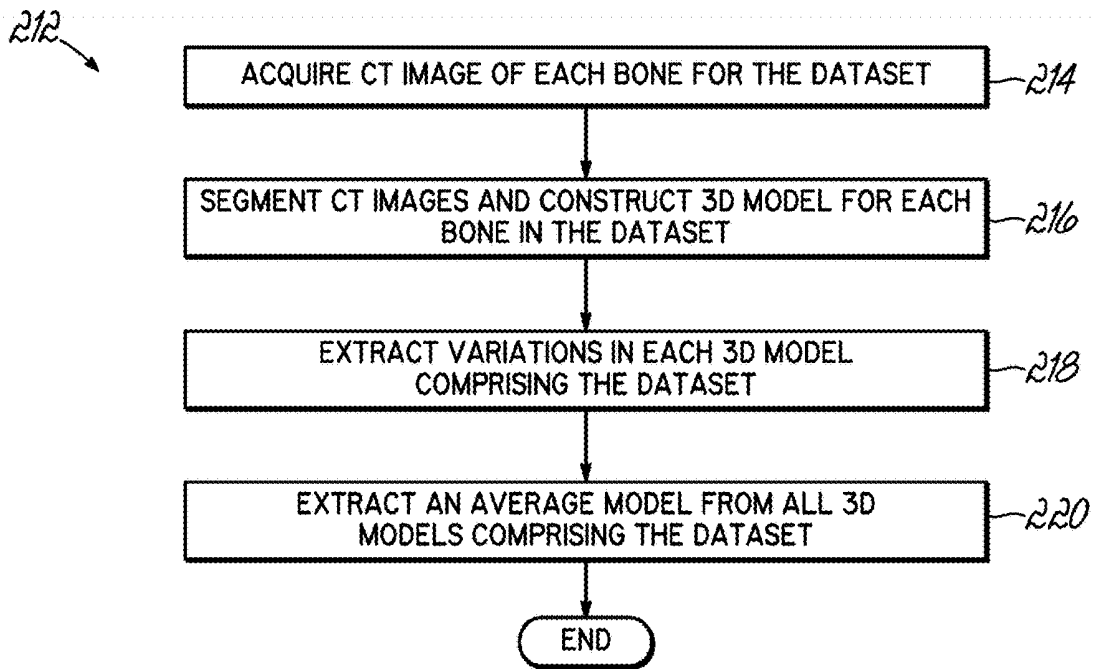 212
ACQUIRE CT IMAGE OF EACH BONE FOR THE DATASET
214
SEGMENT CT IMAGES AND CONSTRUCT 3D MODEL FOR EACH
BONE IN THE DATASET
216
EXTRACT VARIATIONS IN EACH 3D MODEL
COMPRISING THE DATASET
218
EXTRACT AN AVERAGE MODEL FROM ALL 3D
MODELS COMPRISING THE DATASET
220
END